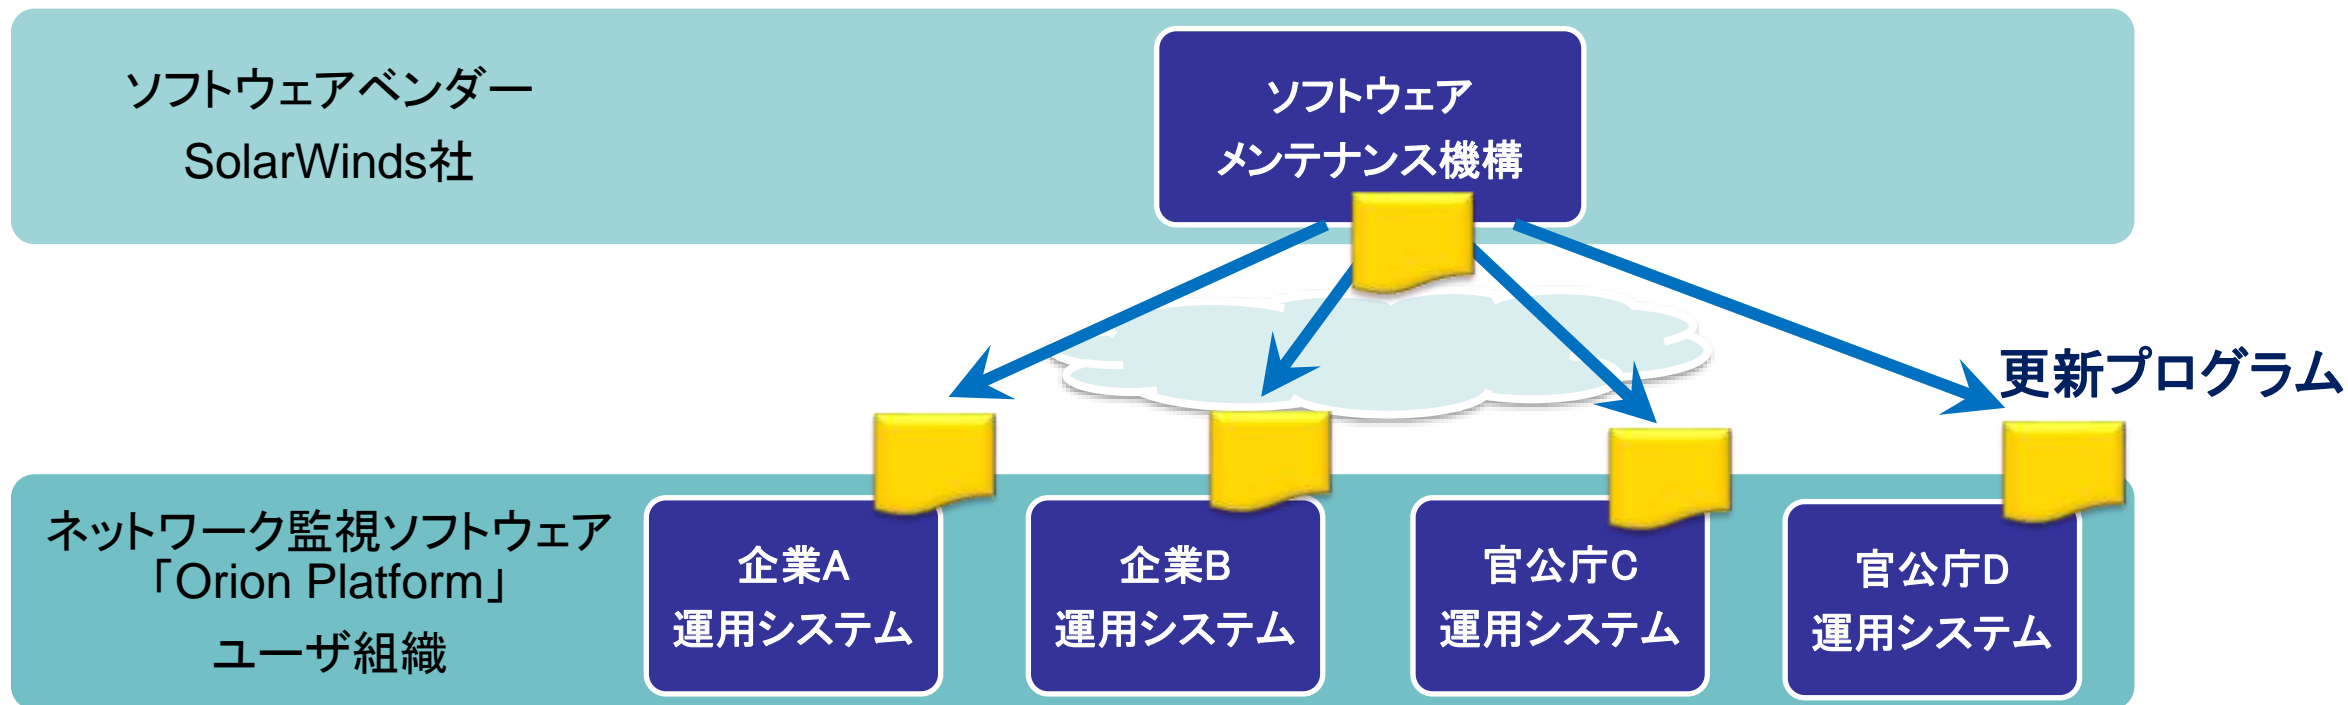 ソフトウェアベンダー
SolarWinds社
ソフトウェア
メンテナンス機構
更新プログラム
ネットワーク監視ソフトウェア
「Orion Platform」
ユーザ組織
企業A
運用システム
企業B
運用システム
官公庁C
運用システム
官公庁D
運用システム